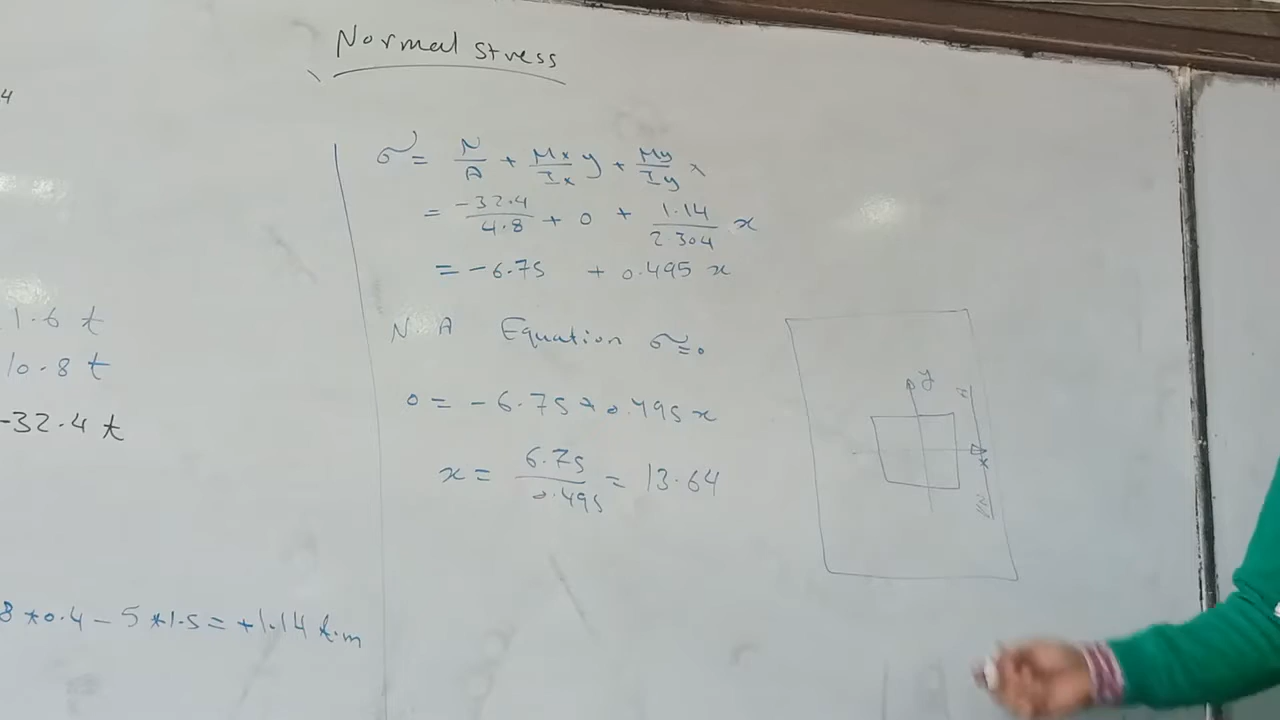 Normal stress
4
σ = N/A + Mx/Ix y + My/Iy x
= -32.4/4.8 + 0 + 1.14/2.304 x
= -6.75 + 0.495 x
1.6 t
N.A Equation σ=0
10.8 t
0 = -6.75 + 0.495 x
-32.4 t
x = 6.75/0.495 = 13.64
y
x
NA
8*0.4 - 5*1.5 = +1.14 t.m